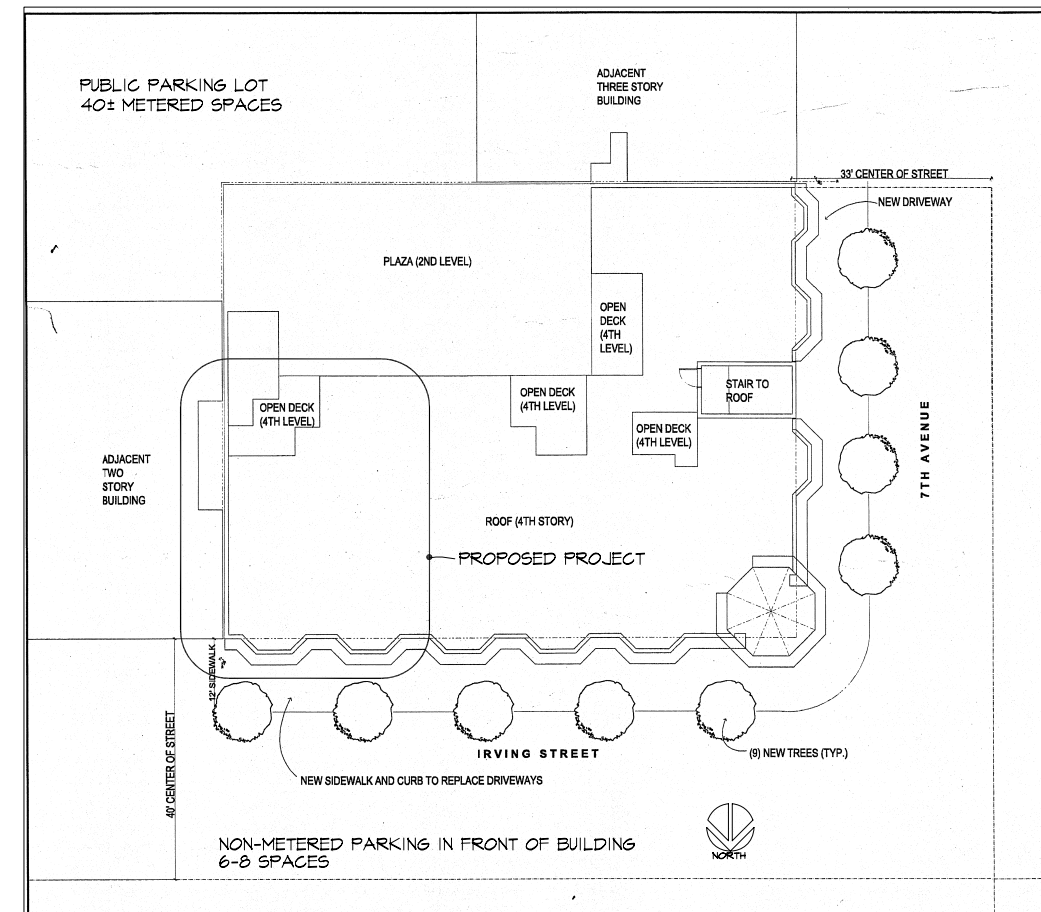 PUBLIC PARKING LOT
40± METERED SPACES
ADJACENT
THREE STORY
BUILDING
33' CENTER OF STREET
NEW DRIVEWAY
PLAZA (2ND LEVEL)
OPEN
DECK
(4TH
LEVEL)
STAIR TO
ROOF
OPEN DECK
(4TH LEVEL)
OPEN DECK
(4TH LEVEL)
OPEN DECK
(4TH LEVEL)
7TH AVENUE
ADJACENT
TWO
STORY
BUILDING
ROOF (4TH STORY)
PROPOSED PROJECT
12' SIDEWALK
40' CENTER OF STREET
IRVING STREET
(9) NEW TREES (TYP.)
NEW SIDEWALK AND CURB TO REPLACE DRIVEWAYS
NON-METERED PARKING IN FRONT OF BUILDING
6-8 SPACES
NORTH